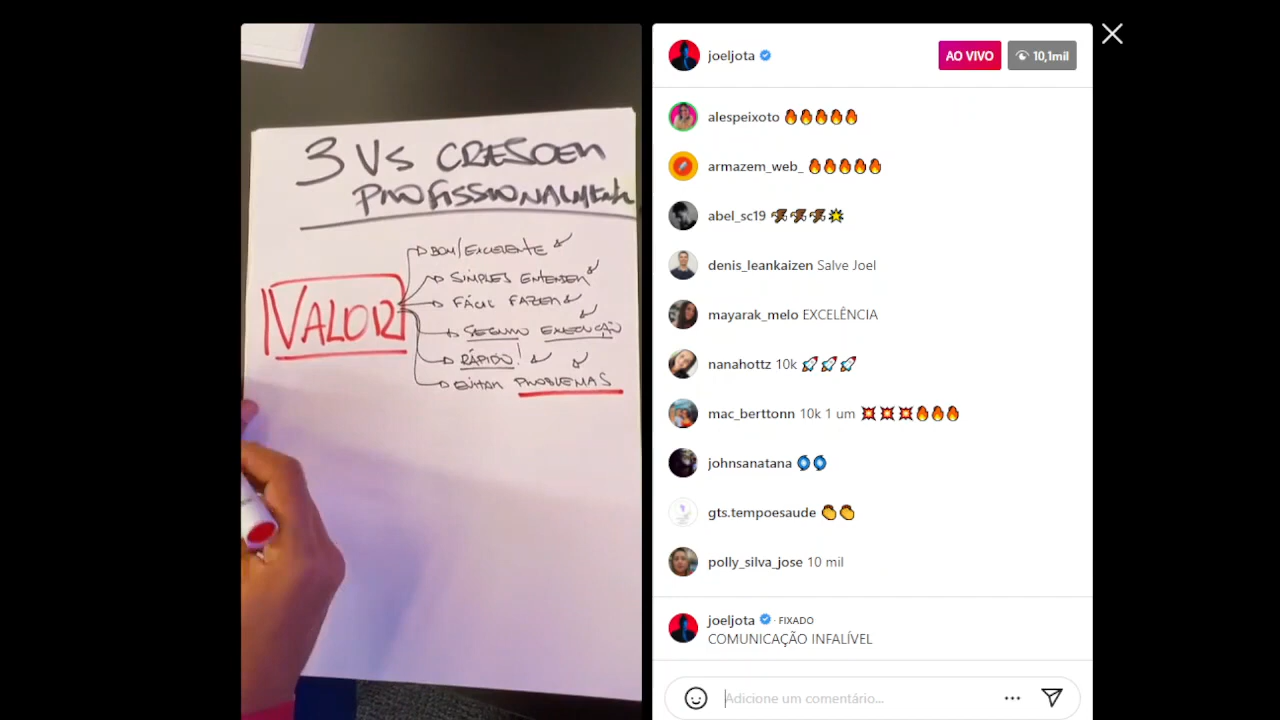 3 VS CRESCER
PROFISSIONALMENTE
VALOR
BOM/EXCELENTE
SIMPLES ENTENDER
FÁCIL FAZER
SEGURO EXECUÇÃO
RÁPIDO!
EVITAR PROBLEMAS
joeljota
AO VIVO
10,1mil
alespeixoto 🔥🔥🔥🔥🔥
armazem_web_ 🔥🔥🔥🔥🔥
abel_sc19
denis_leankaizen Salve Joel
mayarak_melo EXCELÊNCIA
nanahottz 10k 🚀🚀🚀
mac_berttonn 10k 1 um 💥💥💥🔥🔥🔥
johnsanatana 🌀🌀
gts.tempoesaude 👏👏
polly_silva_jose 10 mil
joeljota · FIXADO
COMUNICAÇÃO INFALÍVEL
Adicione um comentário...